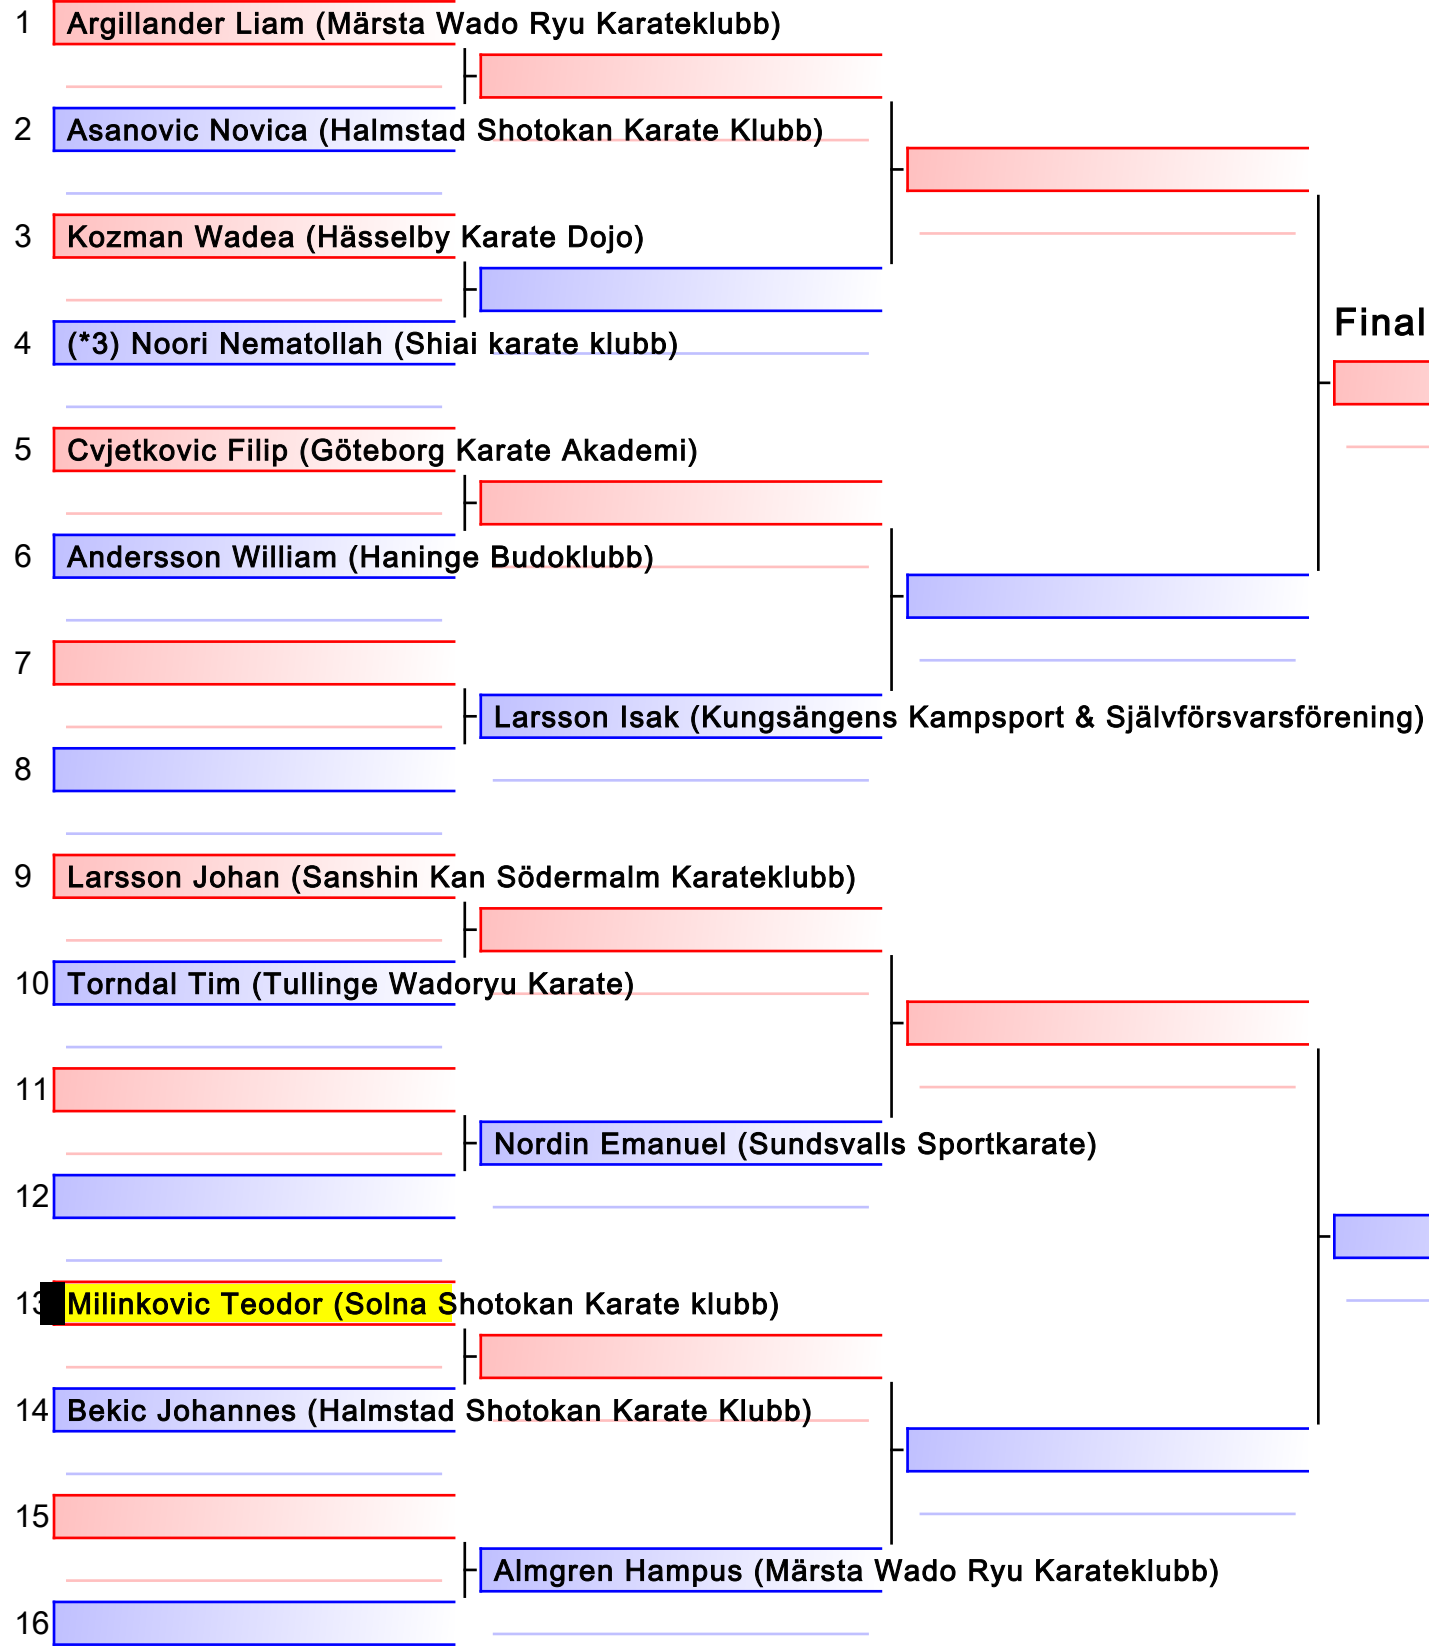 1 Argillander Liam (Märsta Wado Ryu Karateklubb)
2 Asanovic Novica (Halmstad Shotokan Karate Klubb)
3 Kozman Wadea (Hässelby Karate Dojo)
Final
4 (*3) Noori Nematollah (Shiai karate klubb)
5 Cvjetkovic Filip (Göteborg Karate Akademi)
6 Andersson William (Haninge Budoklubb)
7
Larsson Isak (Kungsängens Kampsport & Självförsvarsförening)
8
9 Larsson Johan (Sanshin Kan Södermalm Karateklubb)
10 Torndal Tim (Tullinge Wadoryu Karate)
11
Nordin Emanuel (Sundsvalls Sportkarate)
12
13 Milinkovic Teodor (Solna Shotokan Karate klubb)
14 Bekic Johannes (Halmstad Shotokan Karate Klubb)
15
Almgren Hampus (Märsta Wado Ryu Karateklubb)
16